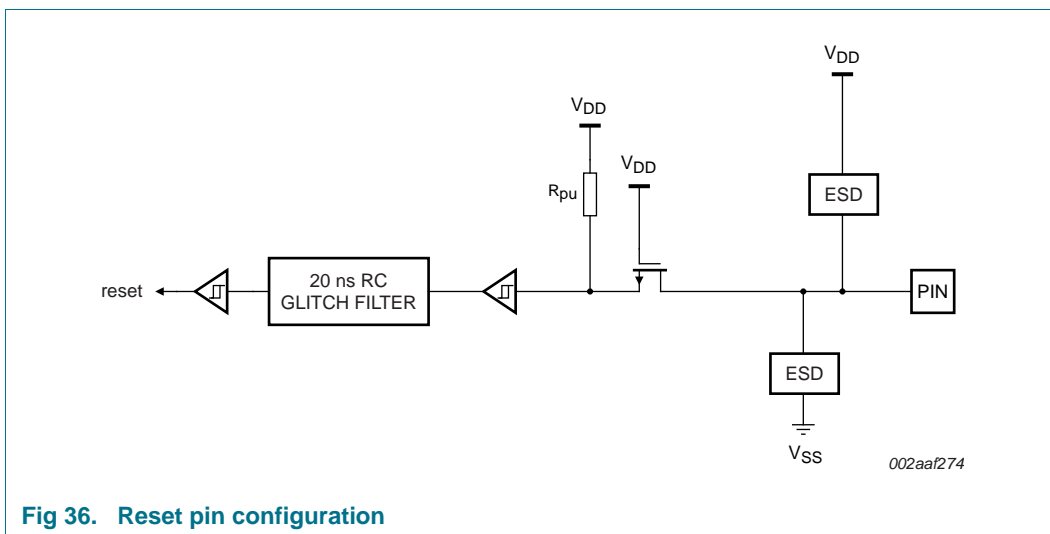 VDD
VDD
VDD
Rpu
ESD
reset
20 ns RC
GLITCH FILTER
PIN
ESD
VSS
002aaf274
Fig 36. Reset pin configuration